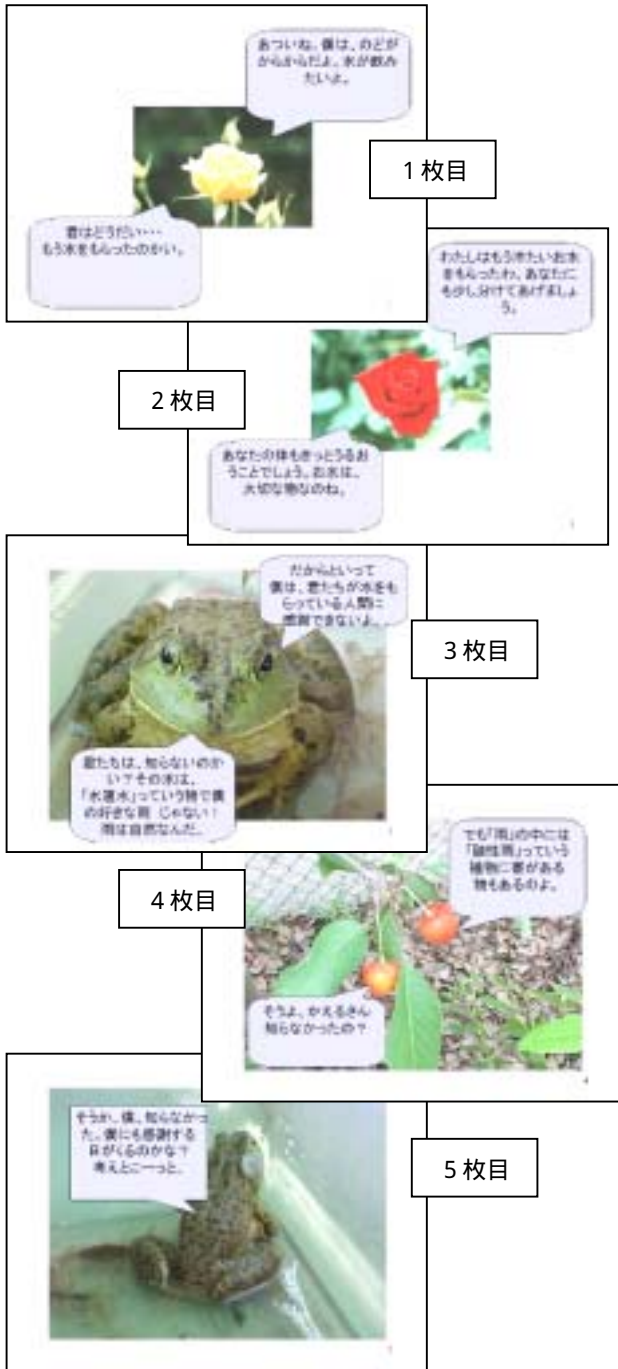 あついね。僕は、のどが
からからだよ。水が飲み
たいよ。
1枚目
君はどうだい・・・
もう水をもらったのかい。
わたしはもう冷たいお水
をもらったわ。あなたに
も少し分けてあげましょ
う。
2枚目
あなたの体もきっとうるお
うことでしょう。お水は、
大切な物なのね。
だからといって
僕は、君たちが水をも
らっている人間に
感謝できないよ。
3枚目
君たちは、知らないのか
い？その水は、
「水道水」っていう物で僕
の好きな雨 じゃない！
雨は自然なんだ。
でも「雨」の中には
「酸性雨」っていう
植物に害がある
物もあるのよ。
4枚目
そうよ、かえるさん
知らなかったの？
そうか、僕、知らなかっ
た。僕にも感謝する
日がくるのかな？
考えとこーっと。
5枚目